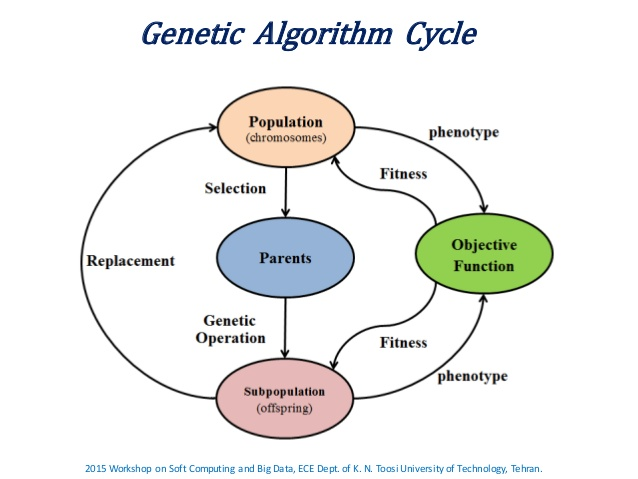 Genetic Algorithm Cycle
Population
(chromosomes)
phenotype
Fitness
Selection
Objective
Function
Parents
Replacement
Genetic
Operation
Fitness
phenotype
Subpopulation
(offspring)
2015 Workshop on Soft Computing and Big Data, ECE Dept. of K. N. Toosi University of Technology, Tehran.